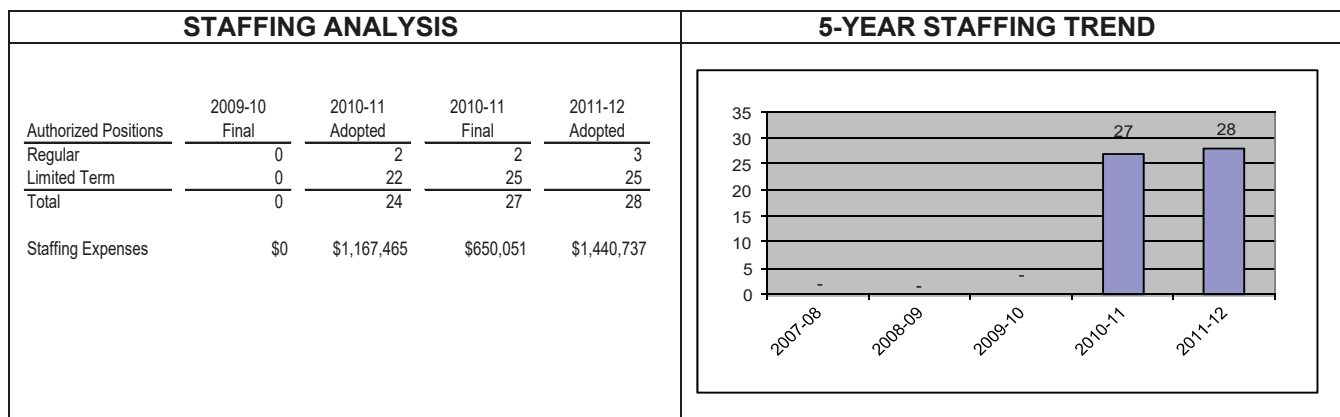 STAFFING ANALYSIS
2009-10 2010-11 2010-11 2011-12
Authorized Positions Final Adopted Final Adopted
Regular 0 2 2 3
Limited Term 0 22 25 25
Total 0 24 27 28
Staffing Expenses $0 $1,167,465 $650,051 $1,440,737
5-YEAR STAFFING TREND
35
30
25
20
15
10
5
0
- - - 27 28
2007-08 2008-09 2009-10 2010-11 2011-12